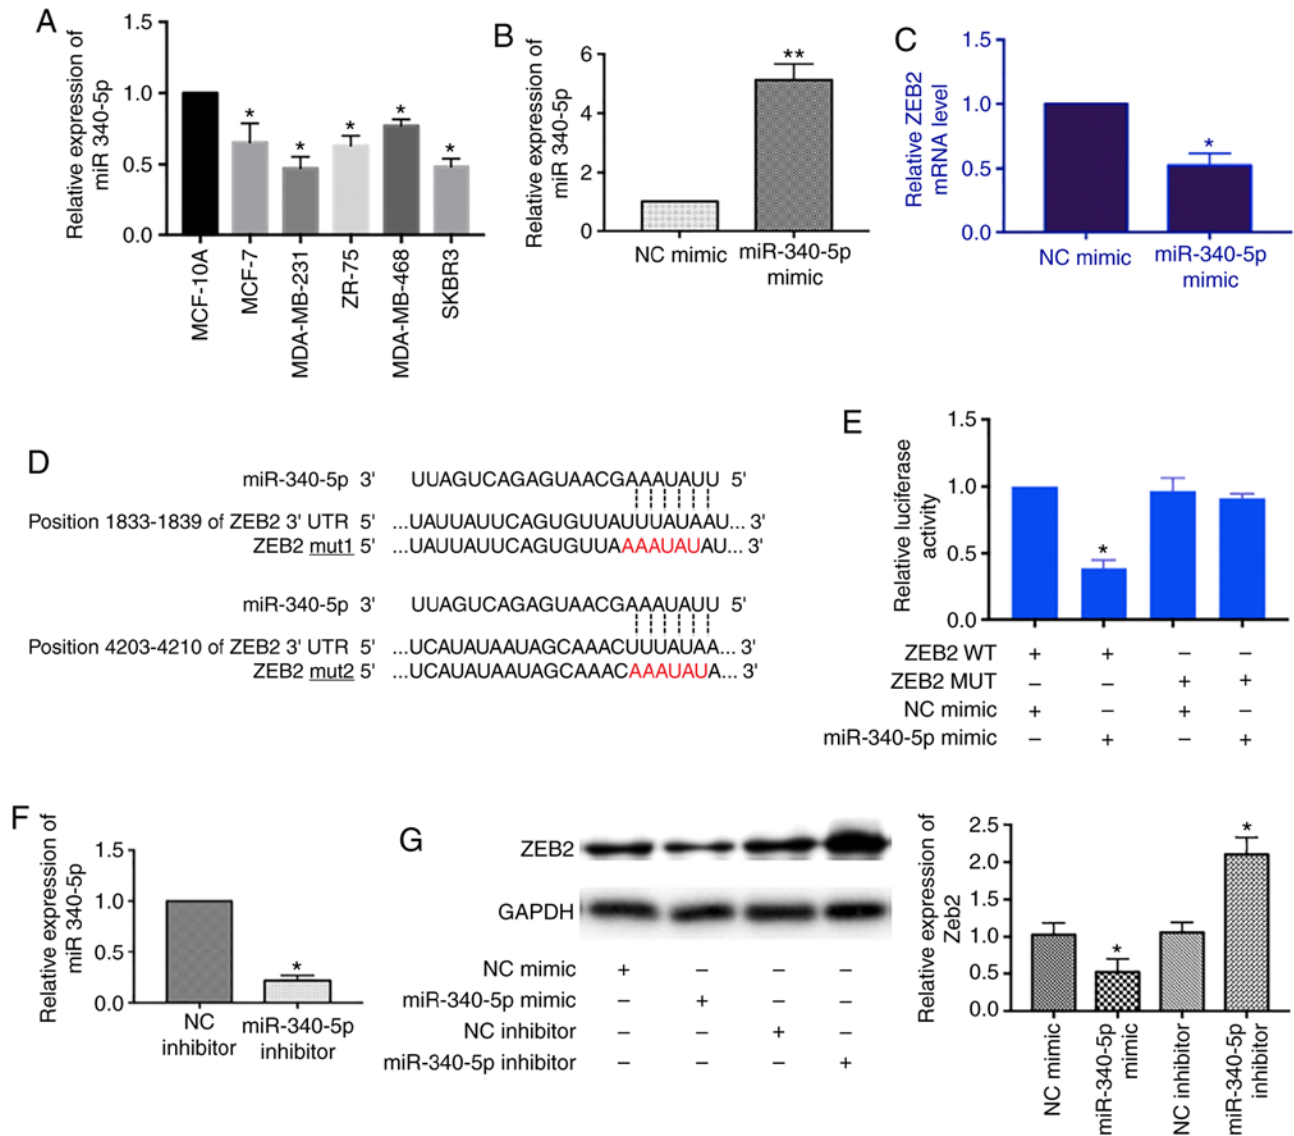 A
Relative expression of
miR 340-5p
1.5
1.0
0.5
0.0
*
*
*
*
*
MCF-10A
MCF-7
MDA-MB-231
ZR-75
MDA-MB-468
SKBR3
B
Relative expression of
miR 340-5p
6
4
2
0
**
NC mimic
miR-340-5p
mimic
C
Relative ZEB2
mRNA level
1.5
1.0
0.5
0.0
*
NC mimic
miR-340-5p
mimic
D
miR-340-5p 3' UUAGUCAGAGUAACGAAAUAUU 5'
Position 1833-1839 of ZEB2 3' UTR 5' ...UAUUAUUCAGUGUUAUUUAUAAU... 3'
ZEB2 mut1 5' ...UAUUAUUCAGUGUUAAAAUAUAU... 3'
miR-340-5p 3' UUAGUCAGAGUAACGAAAUAUU 5'
Position 4203-4210 of ZEB2 3' UTR 5' ...UCAUAUAAUAGCAAACUUUAUAA... 3'
ZEB2 mut2 5' ...UCAUAUAAUAGCAAACAAAUAUA... 3'
E
Relative luciferase
activity
1.5
1.0
0.5
0.0
*
ZEB2 WT + + – –
ZEB2 MUT – – + +
NC mimic + – + –
miR-340-5p mimic – + – +
F
Relative expression of
miR 340-5p
1.5
1.0
0.5
0.0
*
NC
inhibitor
miR-340-5p
inhibitor
G
ZEB2
GAPDH
NC mimic + – – –
miR-340-5p mimic – + – –
NC inhibitor – – + –
miR-340-5p inhibitor – – – +
Relative expression of
Zeb2
2.5
2.0
1.5
1.0
0.5
0.0
*
*
NC mimic
miR-340-5p
mimic
NC inhibitor
miR-340-5p
inhibitor